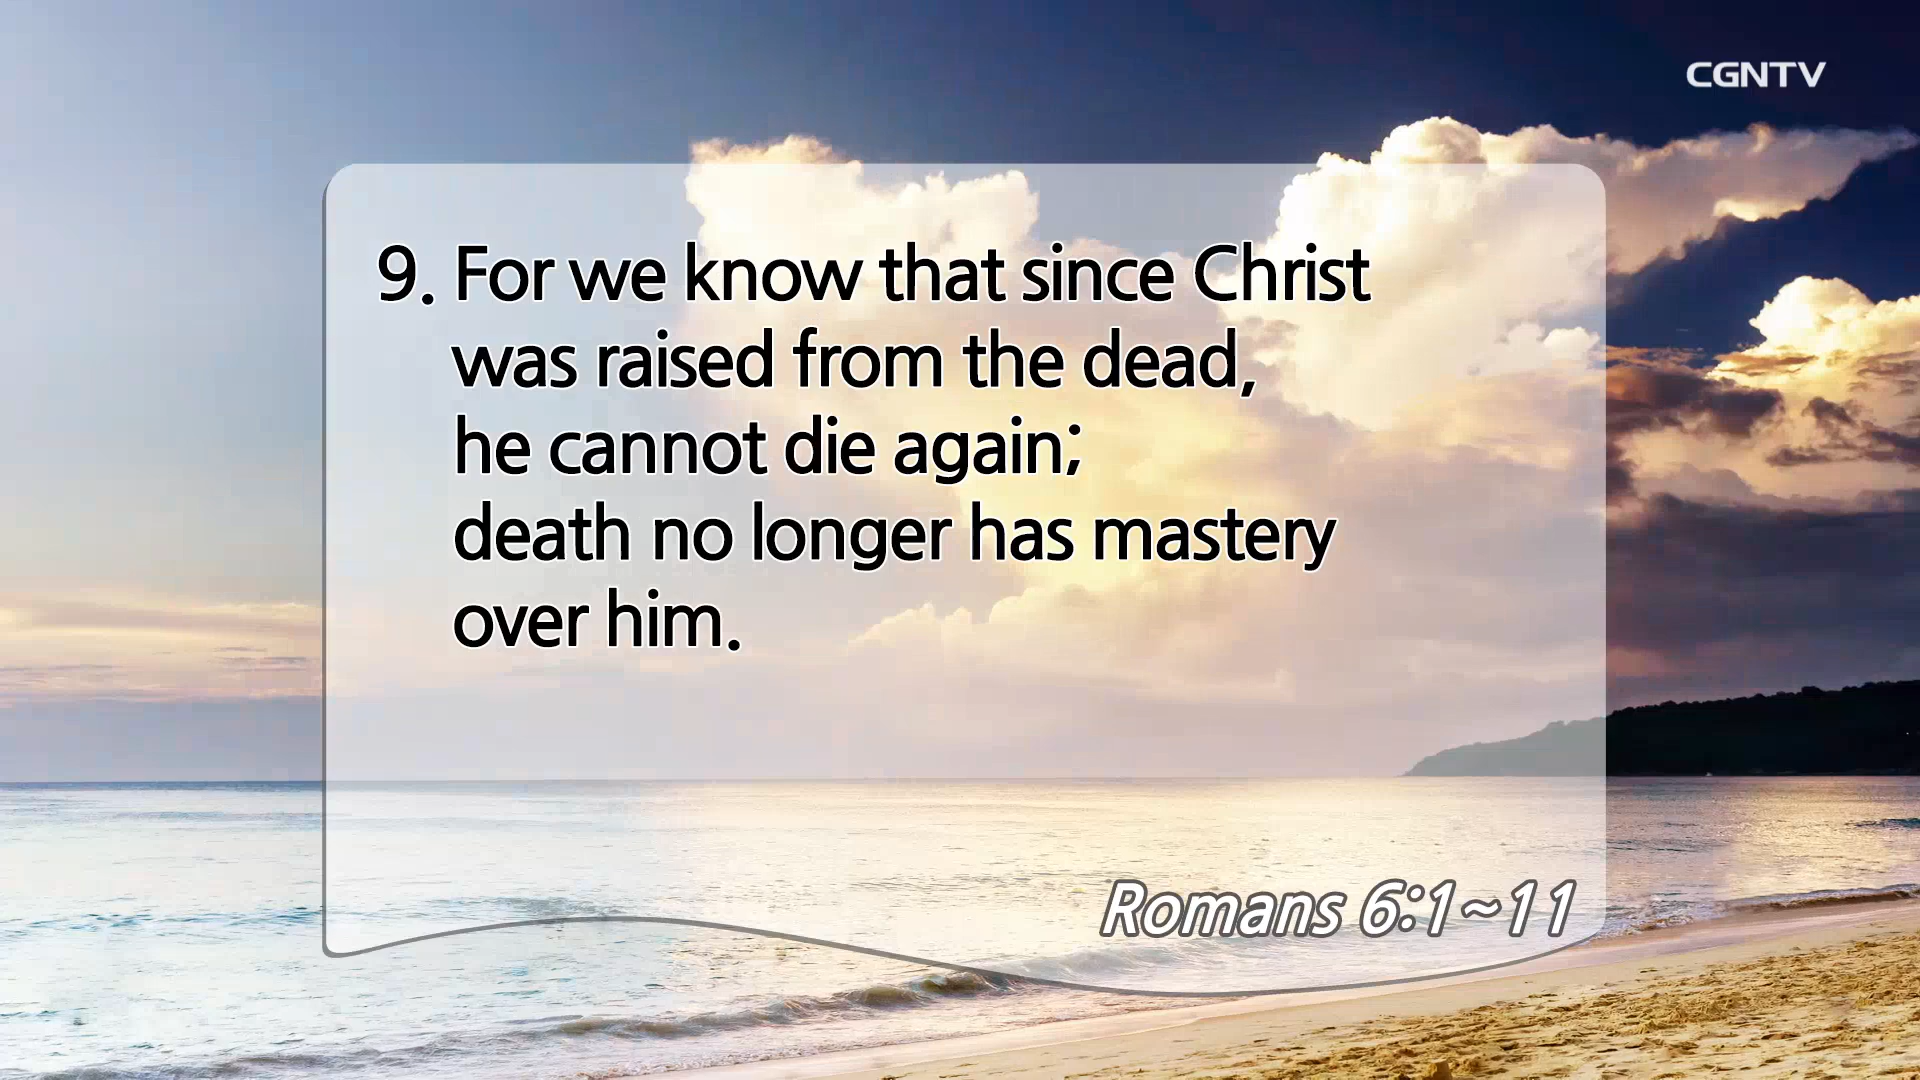 CGNTV
9. For we know that since Christ
was raised from the dead,
he cannot die again;
death no longer has mastery
over him.
Romans 6:1~11